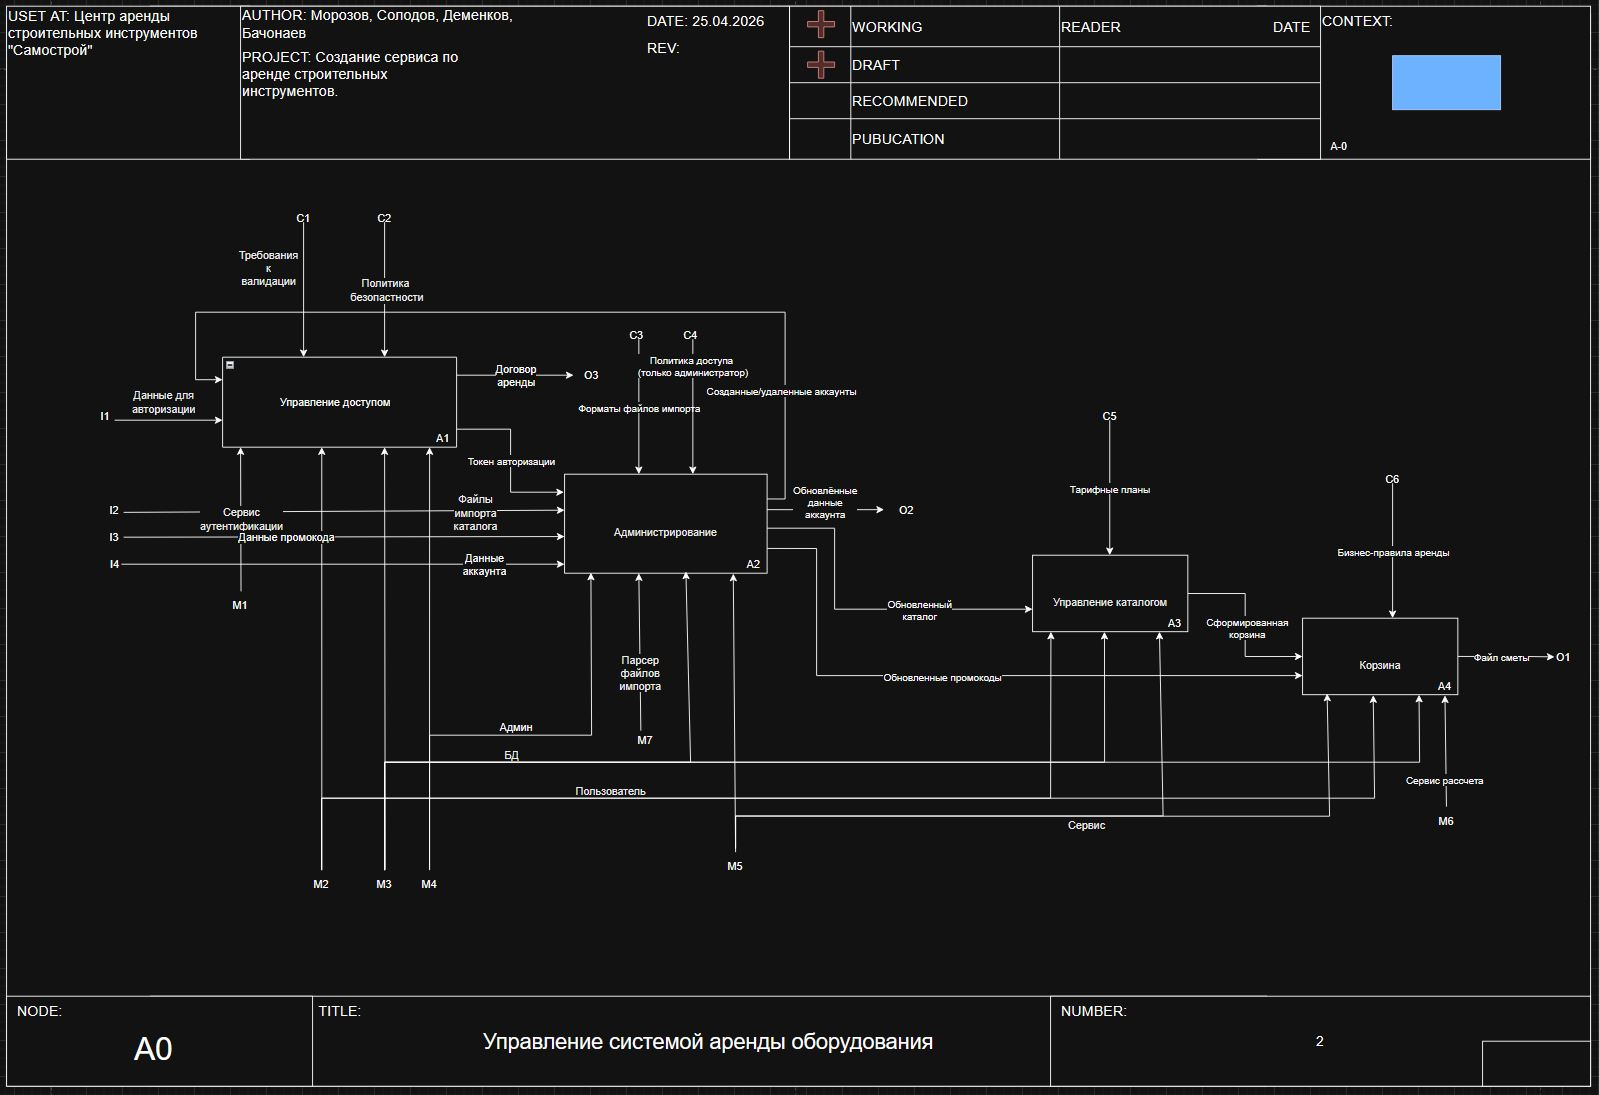 USET AT: Центр аренды
строительных инструментов
"Самострой"
AUTHOR: Морозов, Солодов, Деменков,
Бачонаев
PROJECT: Создание сервиса по
аренде строительных
инструментов.
DATE: 25.04.2026
REV:
WORKING
DRAFT
RECOMMENDED
PUBUCATION
READER
DATE
CONTEXT:
A-0
C1
C2
Требования
к
валидации
Политика
безопастности
C3
C4
Политика доступа
(только администратор)
Созданные/удаленные аккаунты
Форматы файлов импорта
Договор
аренды
O3
Данные для
авторизации
I1
Управление доступом
A1
Токен авторизации
C5
Тарифные планы
C6
Бизнес-правила аренды
I2
Сервис
аутентификации
Файлы
импорта
каталога
I3
Данные промокода
I4
Данные
аккаунта
M1
Администрирование
A2
Обновлённые
данные
аккаунта
O2
Обновленный
каталог
Управление каталогом
A3
Сформированная
корзина
Обновленные промокоды
Корзина
A4
Файл сметы
O1
Парсер
файлов
импорта
M7
Админ
БД
Пользователь
Сервис
Сервис рассчета
M6
M5
M2
M3
M4
NODE:
A0
TITLE:
Управление системой аренды оборудования
NUMBER:
2